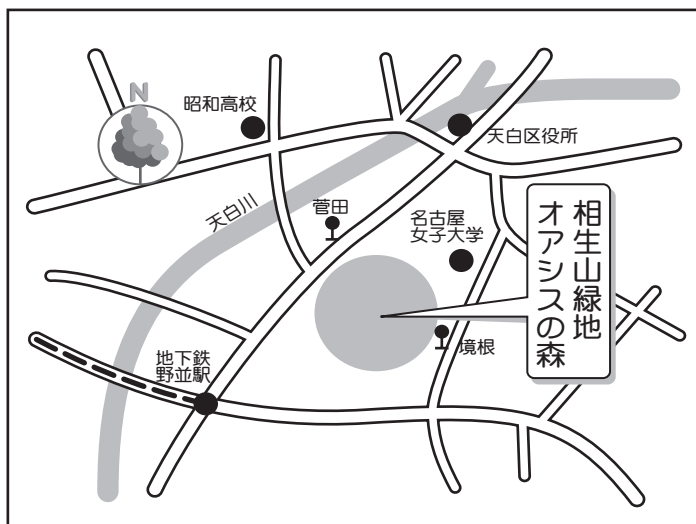 N
昭和高校
天白区役所
天白川
菅田
名古屋
女子大学
相生山緑地
オアシスの森
境根
地下鉄
野並駅